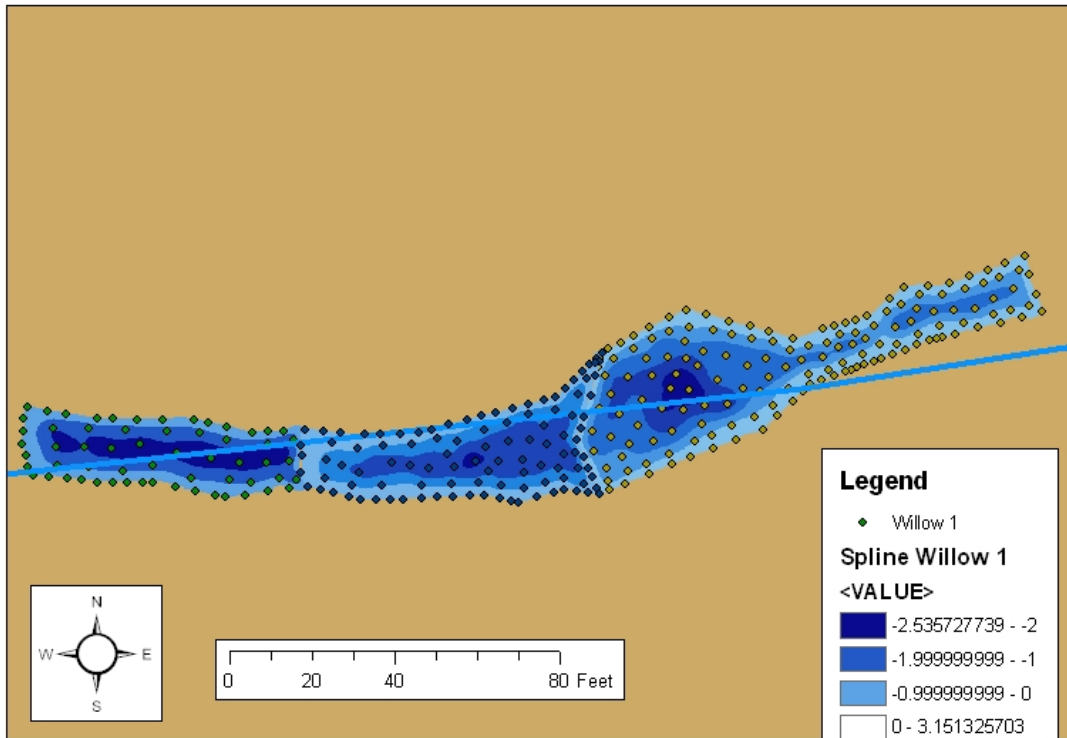 Legend
Willow 1
Spline Willow 1
<VALUE>
-2.535727739 - -2
-1.999999999 - -1
-0.999999999 - 0
0 - 3.151325703
N
W E
S
0 20 40 80 Feet